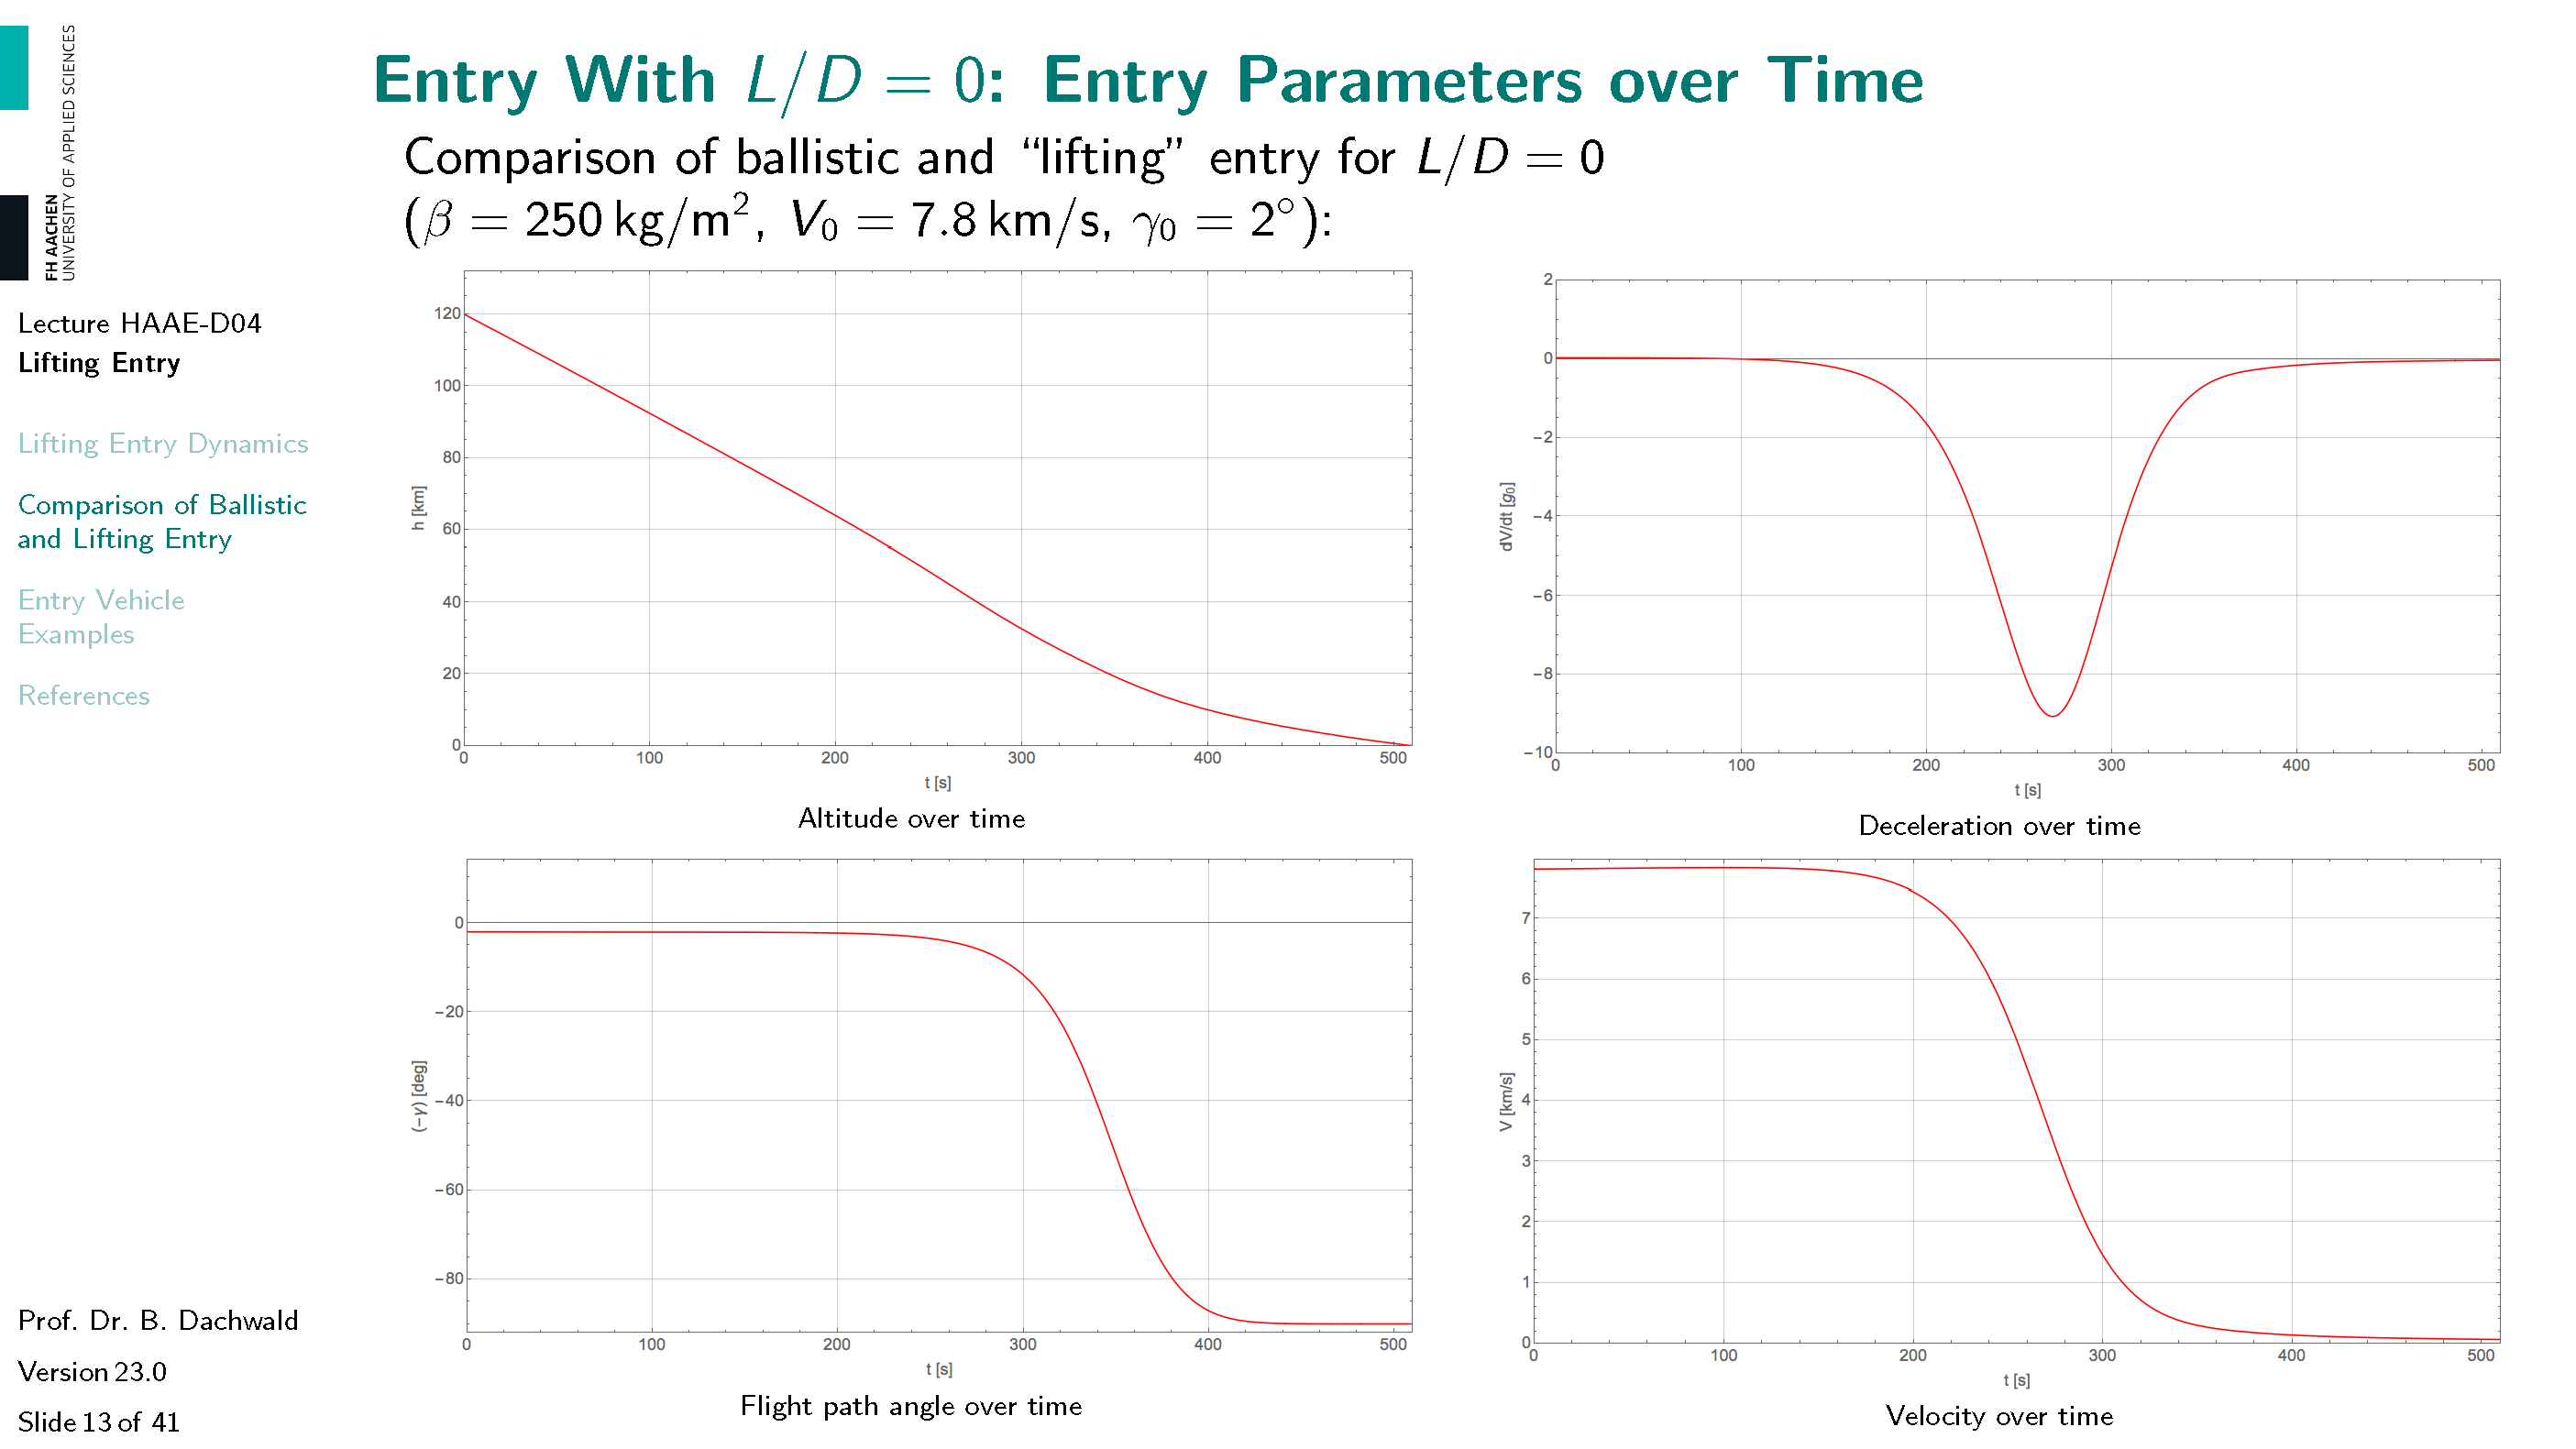 FH AACHEN
UNIVERSITY OF APPLIED SCIENCES
Lecture HAAE-D04
Lifting Entry
Lifting Entry Dynamics
Comparison of Ballistic
and Lifting Entry
Entry Vehicle
Examples
References
Prof. Dr. B. Dachwald
Version 23.0
Slide 13 of 41
Entry With L/D = 0: Entry Parameters over Time
Comparison of ballistic and “lifting” entry for L/D = 0
(β = 250 kg/m², V₀ = 7.8 km/s, γ₀ = 2°):
h [km]
120
100
80
60
40
20
0
0 100 200 300 400 500
t [s]
Altitude over time
dV/dt [g₀]
2
0
−2
−4
−6
−8
−10
0 100 200 300 400 500
t [s]
Deceleration over time
(−γ) [deg]
0
−20
−40
−60
−80
0 100 200 300 400 500
t [s]
Flight path angle over time
V [km/s]
7
6
5
4
3
2
1
0
0 100 200 300 400 500
t [s]
Velocity over time